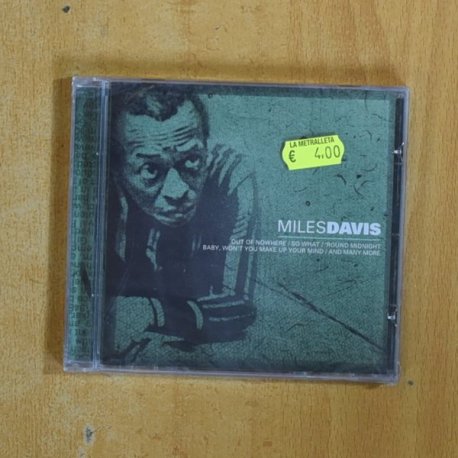 LA METRALLETA
€ 4,00
MILESDAVIS
OUT OF NOWHERE / SO WHAT / 'ROUND MIDNIGHT
BABY, WON'T YOU MAKE UP YOUR MIND / AND MANY MORE